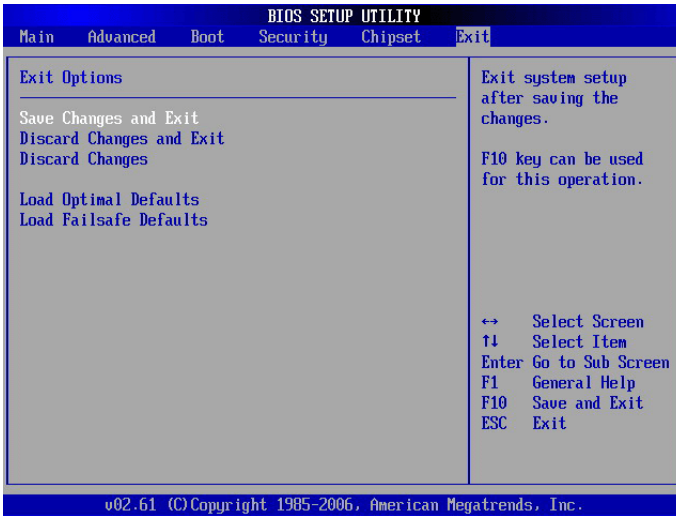 BIOS SETUP UTILITY
Main Advanced Boot Security Chipset Exit
Exit Options
Save Changes and Exit
Discard Changes and Exit
Discard Changes
Load Optimal Defaults
Load Failsafe Defaults
Exit system setup
after saving the
changes.
F10 key can be used
for this operation.
↔ Select Screen
↑↓ Select Item
Enter Go to Sub Screen
F1 General Help
F10 Save and Exit
ESC Exit
v02.61 (C)Copyright 1985-2006, American Megatrends, Inc.